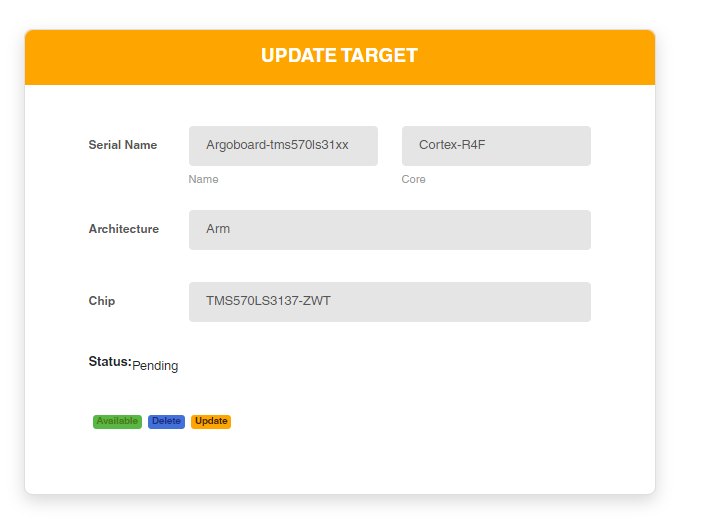 UPDATE TARGET
Serial Name Argoboard-tms570ls31xx Cortex-R4F
Name Core
Architecture Arm
Chip TMS570LS3137-ZWT
Status:Pending
Available Delete Update